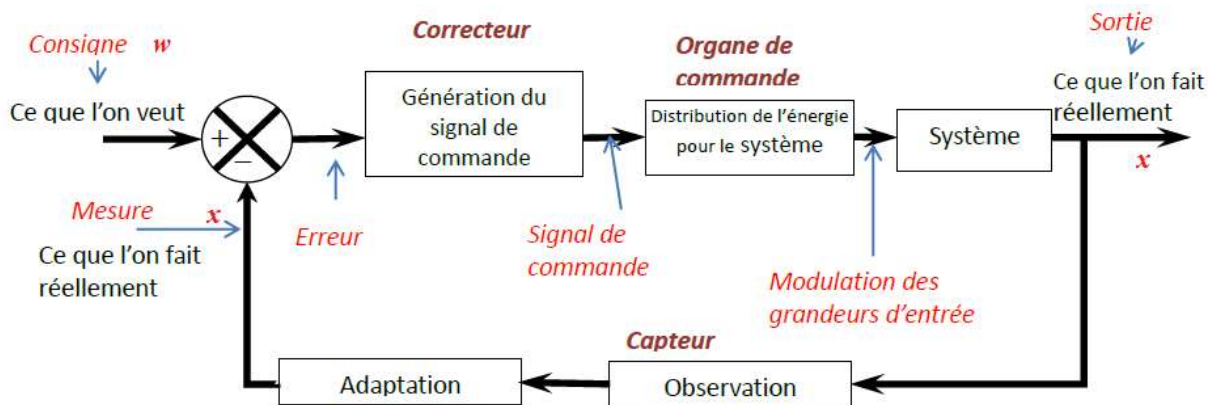 Consigne w
Ce que l'on veut
+
−
Mesure x
Ce que l'on fait
réellement
Erreur
Correcteur
Génération du
signal de
commande
Signal de
commande
Organe de
commande
Distribution de l'énergie
pour le système
Modulation des
grandeurs d'entrée
Système
Sortie
Ce que l'on fait
réellement
x
Capteur
Observation
Adaptation